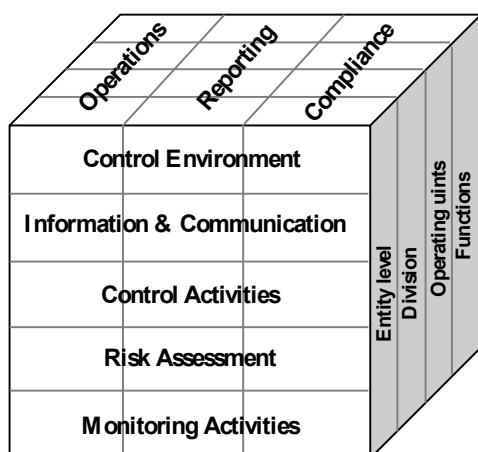 Operations
Reporting
Compliance
Control Environment
Information & Communication
Control Activities
Risk Assessment
Monitoring Activities
Entity level
Division
Operating uints
Functions